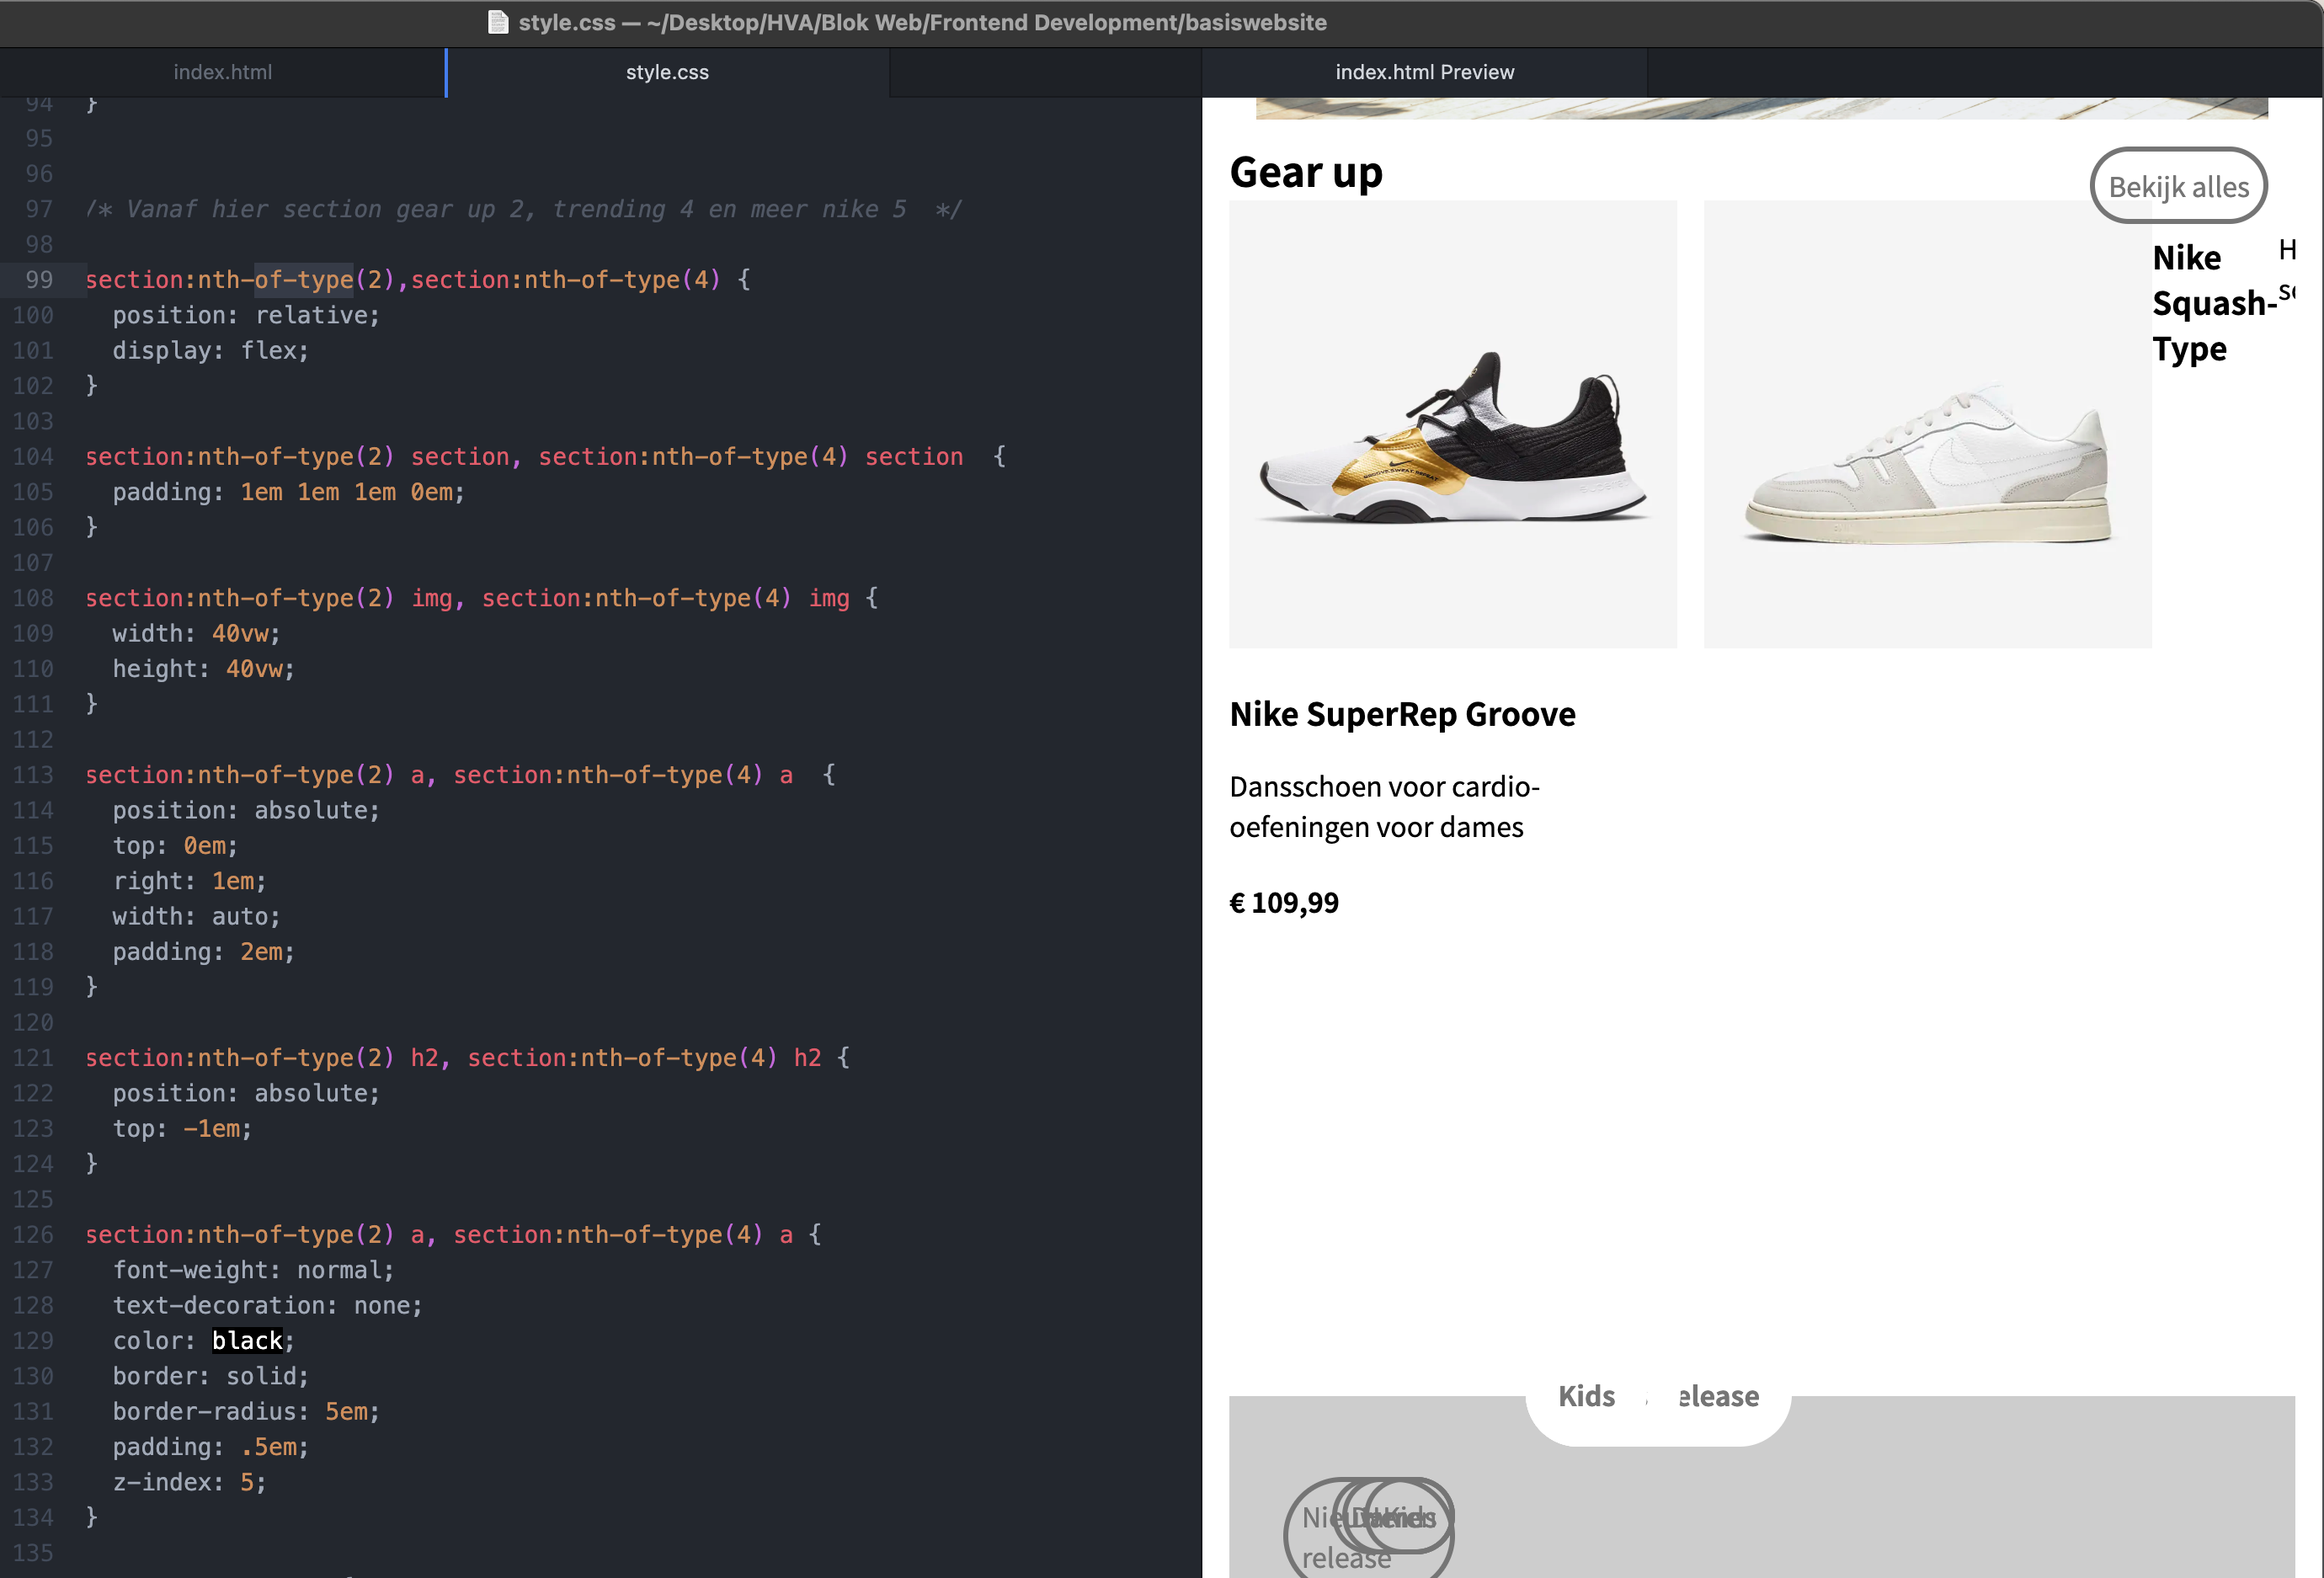 style.css — ~/Desktop/HVA/Blok Web/Frontend Development/basiswebsite
index.html
style.css
index.html Preview
94 }
95
96
97 /* Vanaf hier section gear up 2, trending 4 en meer nike 5  */
98
99 section:nth-of-type(2),section:nth-of-type(4) {
100 position: relative;
101 display: flex;
102 }
103
104 section:nth-of-type(2) section, section:nth-of-type(4) section  {
105 padding: 1em 1em 1em 0em;
106 }
107
108 section:nth-of-type(2) img, section:nth-of-type(4) img {
109 width: 40vw;
110 height: 40vw;
111 }
112
113 section:nth-of-type(2) a, section:nth-of-type(4) a  {
114 position: absolute;
115 top: 0em;
116 right: 1em;
117 width: auto;
118 padding: 2em;
119 }
120
121 section:nth-of-type(2) h2, section:nth-of-type(4) h2 {
122 position: absolute;
123 top: -1em;
124 }
125
126 section:nth-of-type(2) a, section:nth-of-type(4) a {
127 font-weight: normal;
128 text-decoration: none;
129 color: black;
130 border: solid;
131 border-radius: 5em;
132 padding: .5em;
133 z-index: 5;
134 }
135
Gear up
Bekijk alles
Nike
Squash-
Type
H
Nike SuperRep Groove
Dansschoen voor cardio-
oefeningen voor dames
€ 109,99
Kids
elease
Kids
release